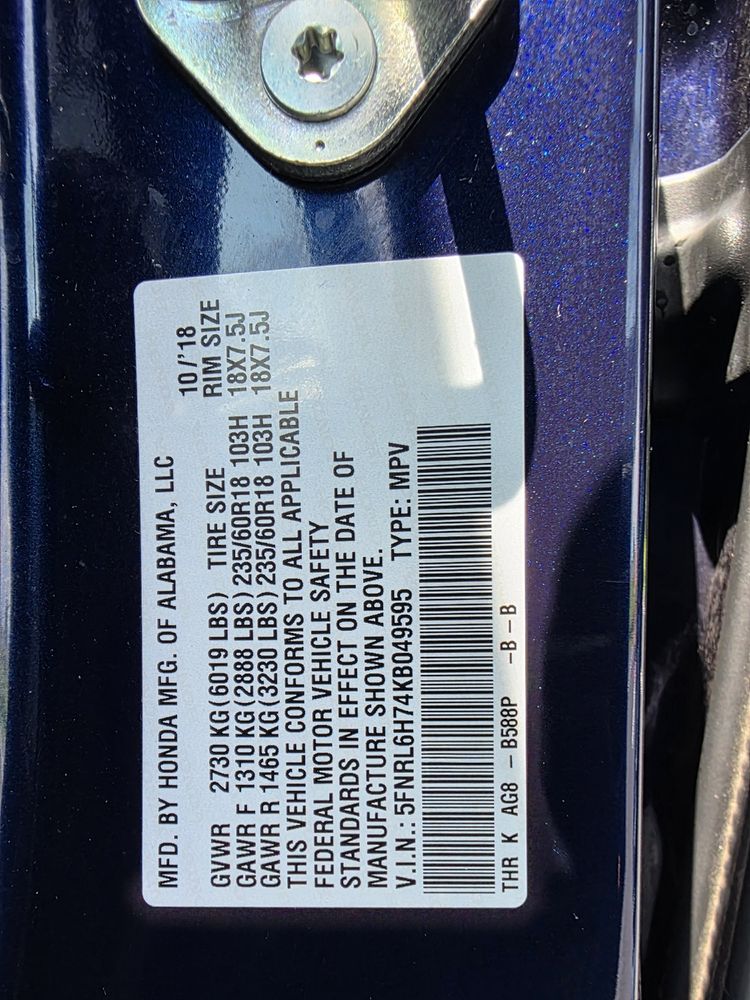 MFD. BY HONDA MFG. OF ALABAMA, LLC 10/'18
GVWR 2730 KG(6019 LBS) TIRE SIZE RIM SIZE
GAWR F 1310 KG(2888 LBS)235/60R18 103H 18X7.5J
GAWR R 1465 KG(3230 LBS)235/60R18 103H 18X7.5J
THIS VEHICLE CONFORMS TO ALL APPLICABLE
FEDERAL MOTOR VEHICLE SAFETY
STANDARDS IN EFFECT ON THE DATE OF
MANUFACTURE SHOWN ABOVE.
V.I.N.: 5FNRL6H74KB049595 TYPE: MPV
THR K AG8 - B588P -B-B